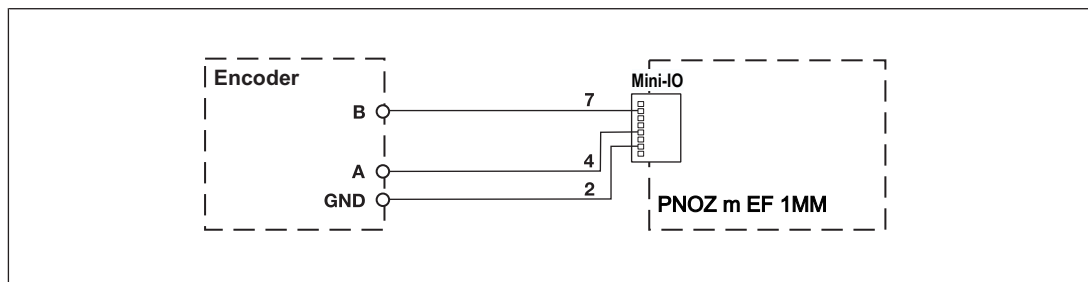 Encoder
Mini-IO
B
7
A
4
GND
2
PNOZ m EF 1MM